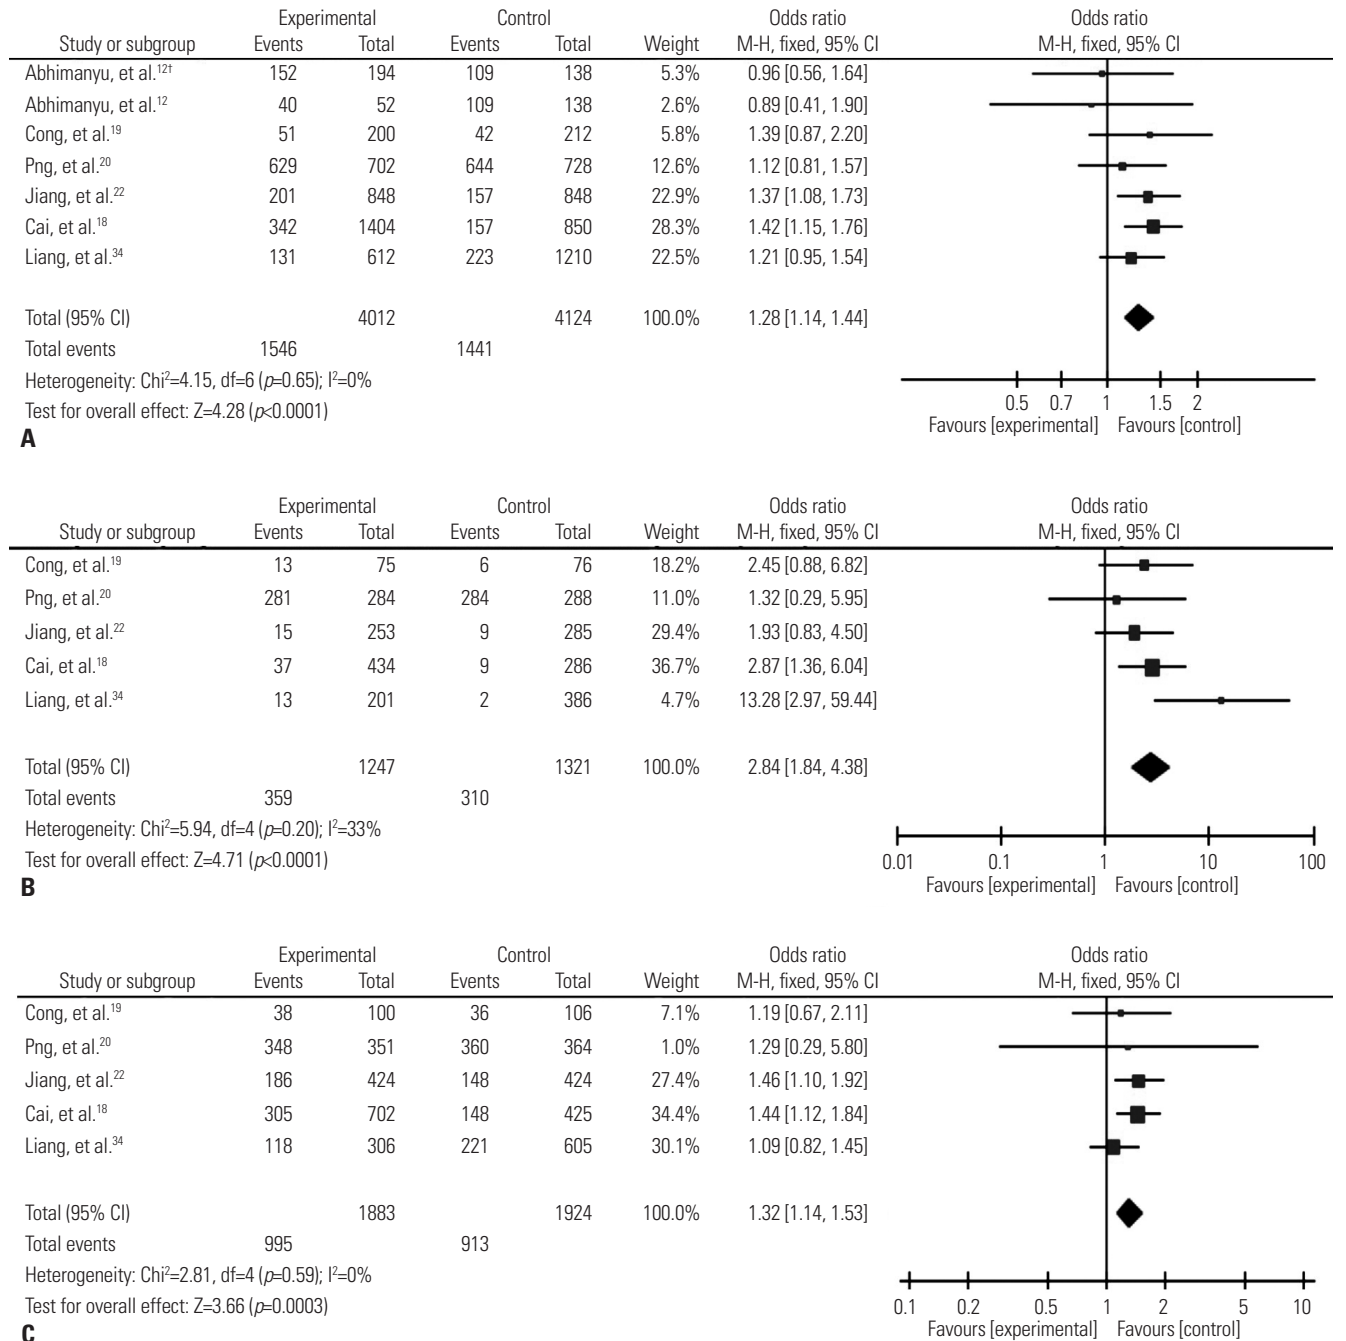 Experimental Control Odds ratio Odds ratio
Study or subgroup Events Total Events Total Weight M-H, fixed, 95% CI M-H, fixed, 95% CI
Abhimanyu, et al.12† 152 194 109 138 5.3% 0.96 [0.56, 1.64]
Abhimanyu, et al.12 40 52 109 138 2.6% 0.89 [0.41, 1.90]
Cong, et al.19 51 200 42 212 5.8% 1.39 [0.87, 2.20]
Png, et al.20 629 702 644 728 12.6% 1.12 [0.81, 1.57]
Jiang, et al.22 201 848 157 848 22.9% 1.37 [1.08, 1.73]
Cai, et al.18 342 1404 157 850 28.3% 1.42 [1.15, 1.76]
Liang, et al.34 131 612 223 1210 22.5% 1.21 [0.95, 1.54]
Total (95% CI) 4012 4124 100.0% 1.28 [1.14, 1.44]
Total events 1546 1441
Heterogeneity: Chi²=4.15, df=6 (p=0.65); I²=0%
Test for overall effect: Z=4.28 (p<0.0001)
0.5 0.7 1 1.5 2
Favours [experimental] Favours [control]
A
Experimental Control Odds ratio Odds ratio
Study or subgroup Events Total Events Total Weight M-H, fixed, 95% CI M-H, fixed, 95% CI
Cong, et al.19 13 75 6 76 18.2% 2.45 [0.88, 6.82]
Png, et al.20 281 284 284 288 11.0% 1.32 [0.29, 5.95]
Jiang, et al.22 15 253 9 285 29.4% 1.93 [0.83, 4.50]
Cai, et al.18 37 434 9 286 36.7% 2.87 [1.36, 6.04]
Liang, et al.34 13 201 2 386 4.7% 13.28 [2.97, 59.44]
Total (95% CI) 1247 1321 100.0% 2.84 [1.84, 4.38]
Total events 359 310
Heterogeneity: Chi²=5.94, df=4 (p=0.20); I²=33%
Test for overall effect: Z=4.71 (p<0.0001)
0.01 0.1 1 10 100
Favours [experimental] Favours [control]
B
Experimental Control Odds ratio Odds ratio
Study or subgroup Events Total Events Total Weight M-H, fixed, 95% CI M-H, fixed, 95% CI
Cong, et al.19 38 100 36 106 7.1% 1.19 [0.67, 2.11]
Png, et al.20 348 351 360 364 1.0% 1.29 [0.29, 5.80]
Jiang, et al.22 186 424 148 424 27.4% 1.46 [1.10, 1.92]
Cai, et al.18 305 702 148 425 34.4% 1.44 [1.12, 1.84]
Liang, et al.34 118 306 221 605 30.1% 1.09 [0.82, 1.45]
Total (95% CI) 1883 1924 100.0% 1.32 [1.14, 1.53]
Total events 995 913
Heterogeneity: Chi²=2.81, df=4 (p=0.59); I²=0%
Test for overall effect: Z=3.66 (p=0.0003)
0.1 0.2 0.5 1 2 5 10
Favours [experimental] Favours [control]
C